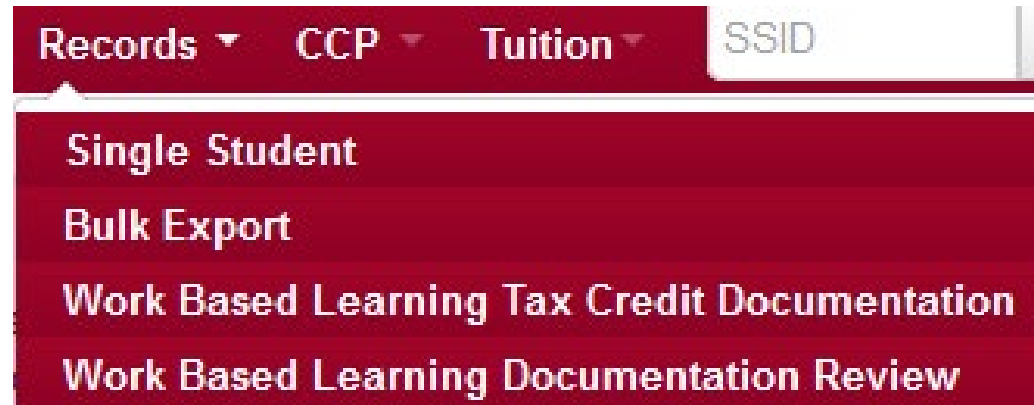 Records CCP Tuition SSID
Single Student
Bulk Export
Work Based Learning Tax Credit Documentation
Work Based Learning Documentation Review